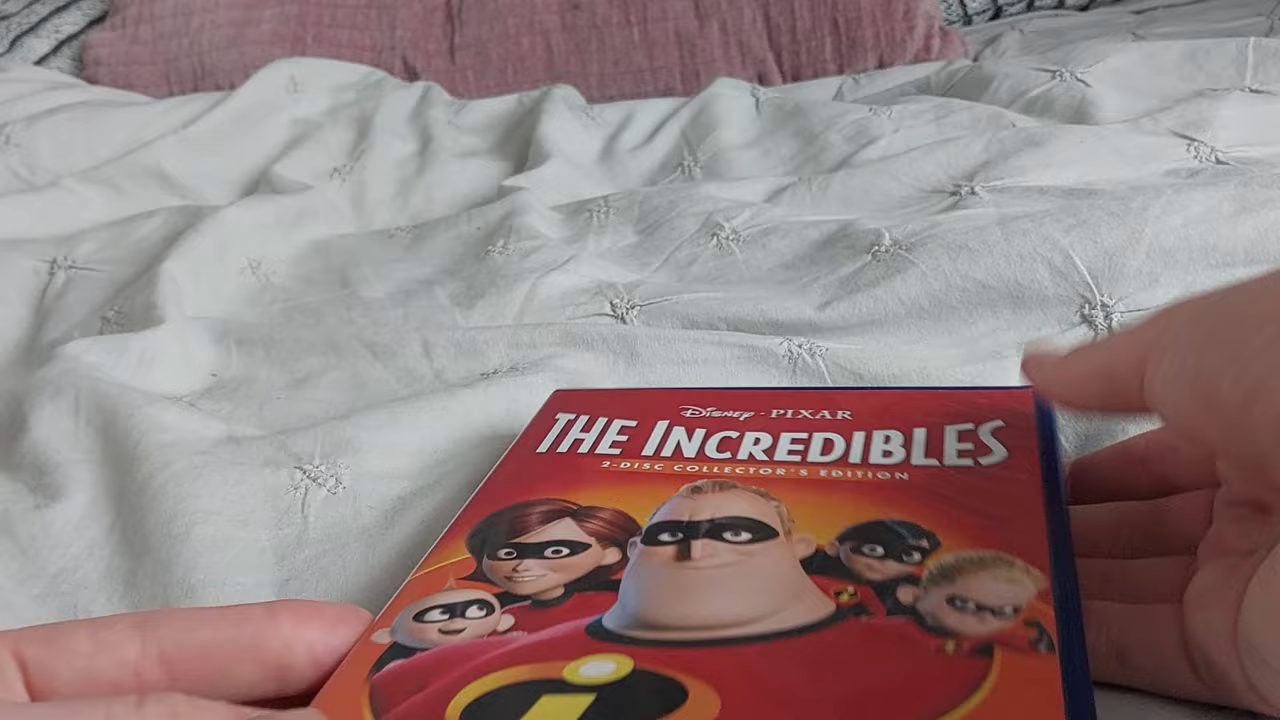 Disney · PIXAR
THE INCREDIBLES
2-DISC COLLECTOR'S EDITION
i